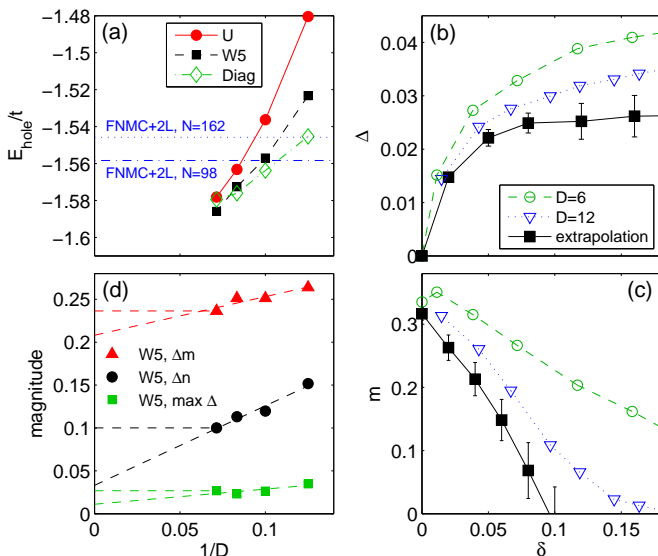 (a)
E_hole/t
−1.48
−1.5
−1.52
−1.54
−1.56
−1.58
−1.6
U
W5
Diag
FNMC+2L, N=162
FNMC+2L, N=98
(b)
Δ
0.04
0.03
0.02
0.01
0
D=6
D=12
extrapolation
(d)
magnitude
0.25
0.2
0.15
0.1
0.05
0
W5, Δm
W5, Δn
W5, max Δ
0 0.05 0.1
1/D
(c)
m
0.3
0.2
0.1
0
0 0.05 0.1 0.15
δ